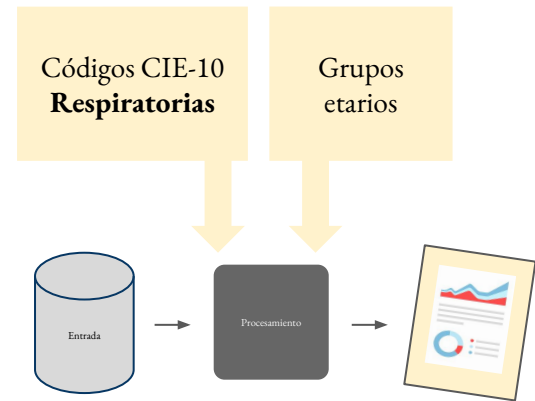 Códigos CIE-10
Respiratorias
Grupos
etarios
Entrada
Procesamiento